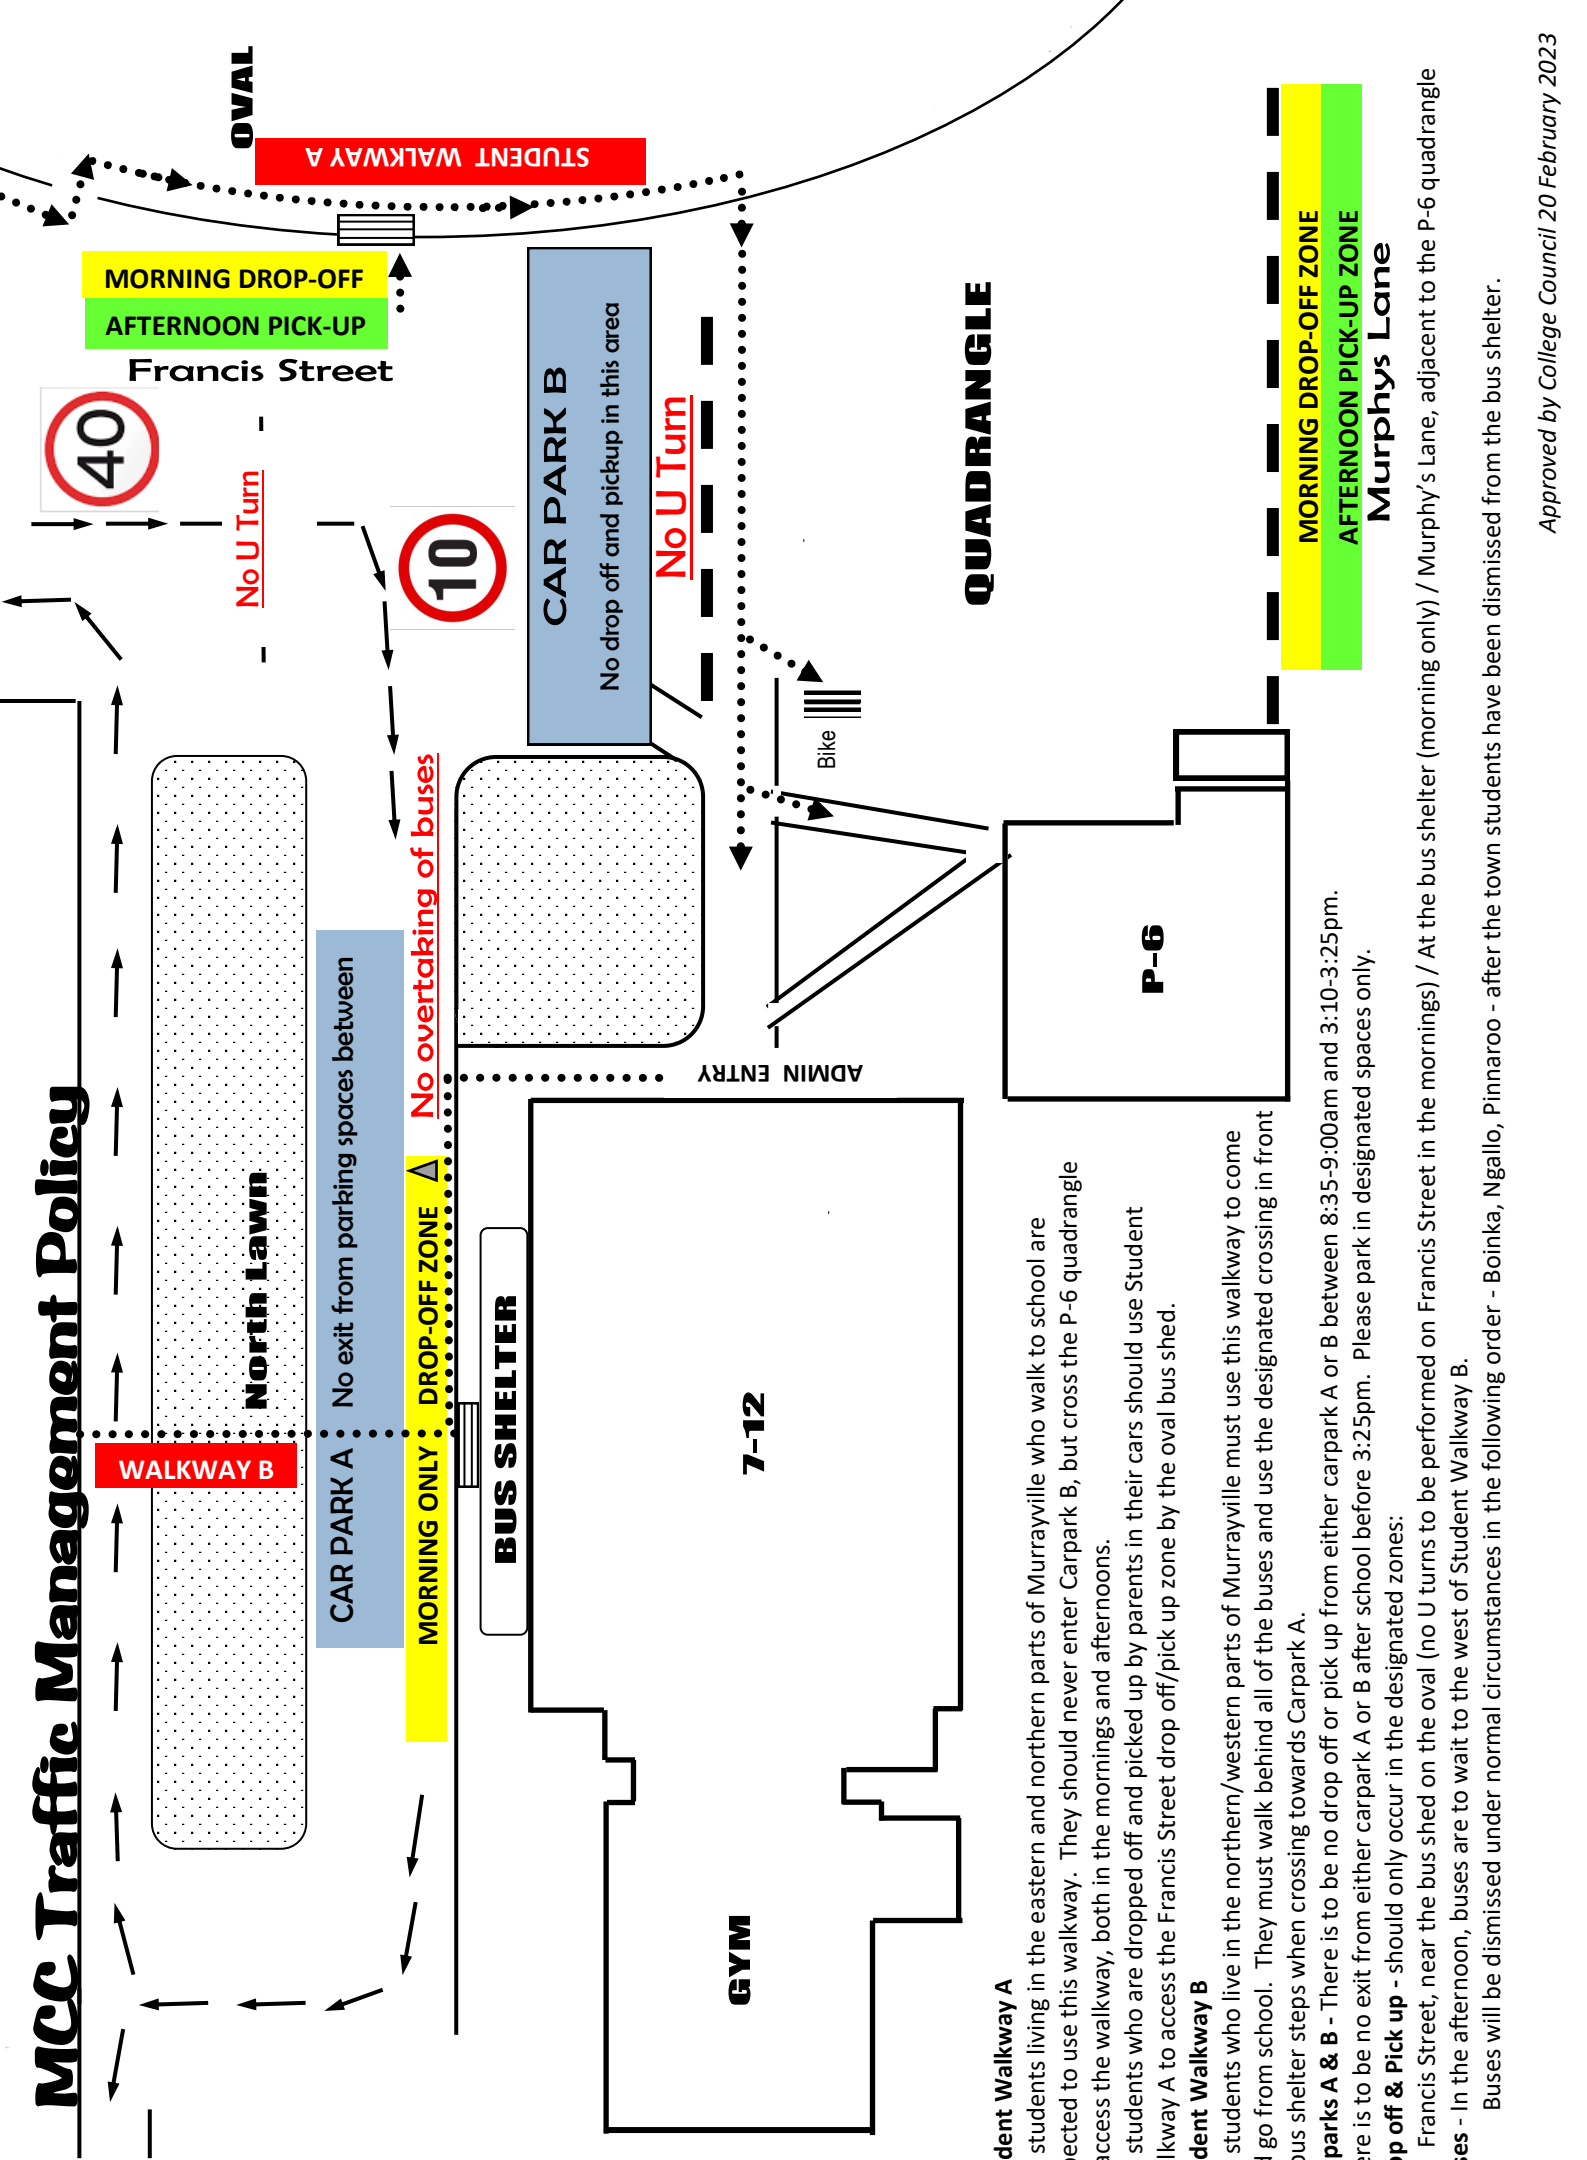 MCC Traffic Management Policy
WALKWAY B
North Lawn
CAR PARK A No exit from parking spaces between
MORNING ONLY DROP-OFF ZONE
No overtaking of buses
BUS SHELTER
No U Turn
40
10
Francis Street
MORNING DROP-OFF
AFTERNOON PICK-UP
OVAL
STUDENT WALKWAY A
CAR PARK B
No drop off and pickup in this area
No U Turn
ADMIN ENTRY
Bike
QUADRANGLE
GYM
7-12
P-6
MORNING DROP-OFF ZONE
AFTERNOON PICK-UP ZONE
Murphys Lane
dent Walkway A
students living in the eastern and northern parts of Murrayville who walk to school are
ected to use this walkway. They should never enter Carpark B, but cross the P-6 quadrangle
access the walkway, both in the mornings and afternoons.
students who are dropped off and picked up by parents in their cars should use Student
lkway A to access the Francis Street drop off/pick up zone by the oval bus shed.
dent Walkway B
students who live in the northern/western parts of Murrayville must use this walkway to come
d go from school. They must walk behind all of the buses and use the designated crossing in front
bus shelter steps when crossing towards Carpark A.
parks A & B - There is to be no drop off or pick up from either carpark A or B between 8:35-9:00am and 3:10-3:25pm.
ere is to be no exit from either carpark A or B after school before 3:25pm. Please park in designated spaces only.
op off & Pick up - should only occur in the designated zones:
Francis Street, near the bus shed on the oval (no U turns to be performed on Francis Street in the mornings) / At the bus shelter (morning only) / Murphy's Lane, adjacent to the P-6 quadrangle
ses - In the afternoon, buses are to wait to the west of Student Walkway B.
Buses will be dismissed under normal circumstances in the following order - Boinka, Ngallo, Pinnaroo - after the town students have been dismissed from the bus shelter.
Approved by College Council 20 February 2023